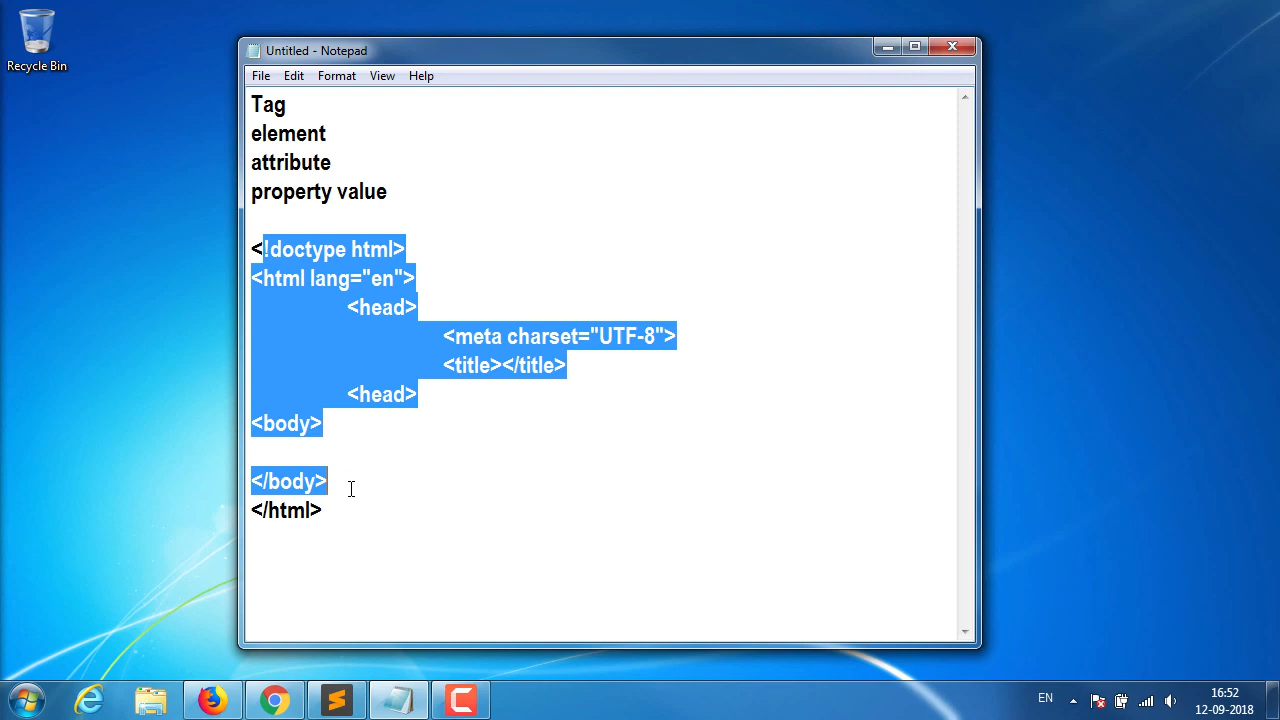 Recycle Bin
Untitled - Notepad
File Edit Format View Help
Tag
element
attribute
property value
<!doctype html>
<html lang="en">
<head>
<meta charset="UTF-8">
<title></title>
<head>
<body>
</body>
</html>
EN
16:52
12-09-2018